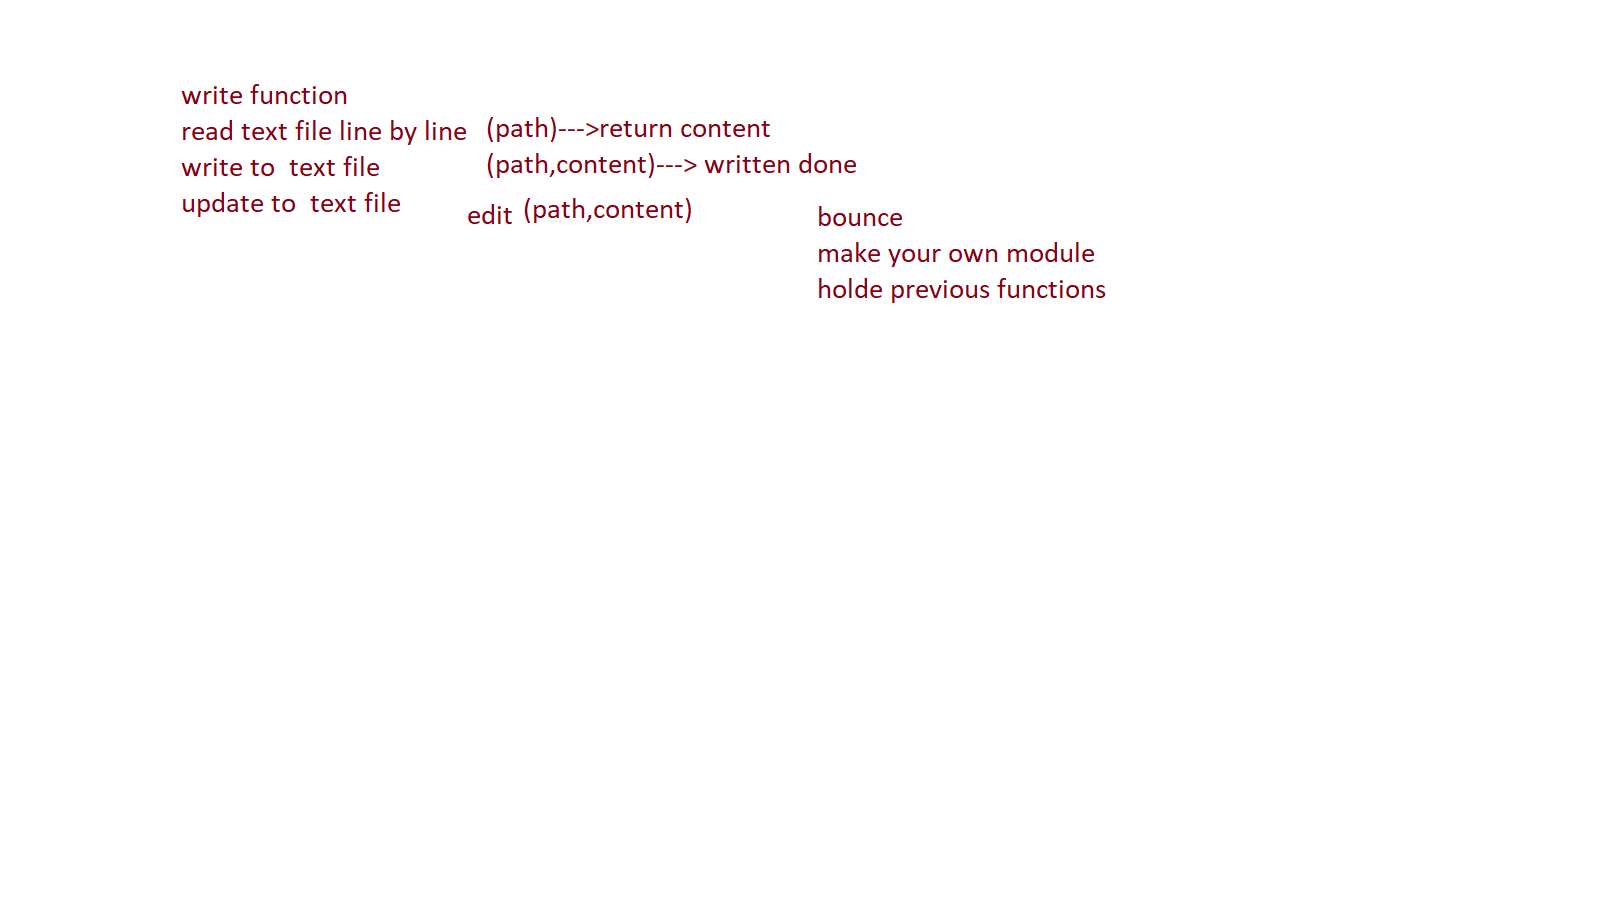 write function
read text file line by line (path)--->return content
write to  text file (path,content)---> written done
update to  text file edit (path,content)
bounce
make your own module
holde previous functions